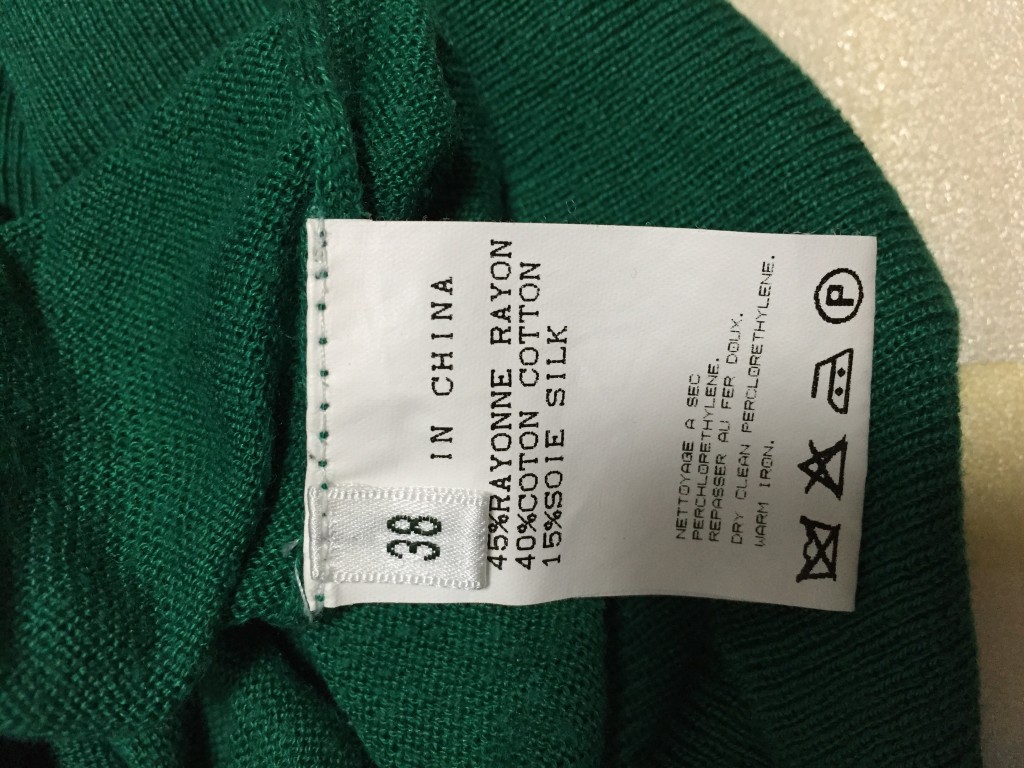 38
IN CHINA
45%RAYONNE RAYON
40%COTON COTTON
15%SOIE SILK
NETTOYAGE A SEC
PERCHLORETHYLENE.
REPASSER AU FER DOUX.
DRY CLEAN PERCLORETHYLENE.
WARM IRON.
P